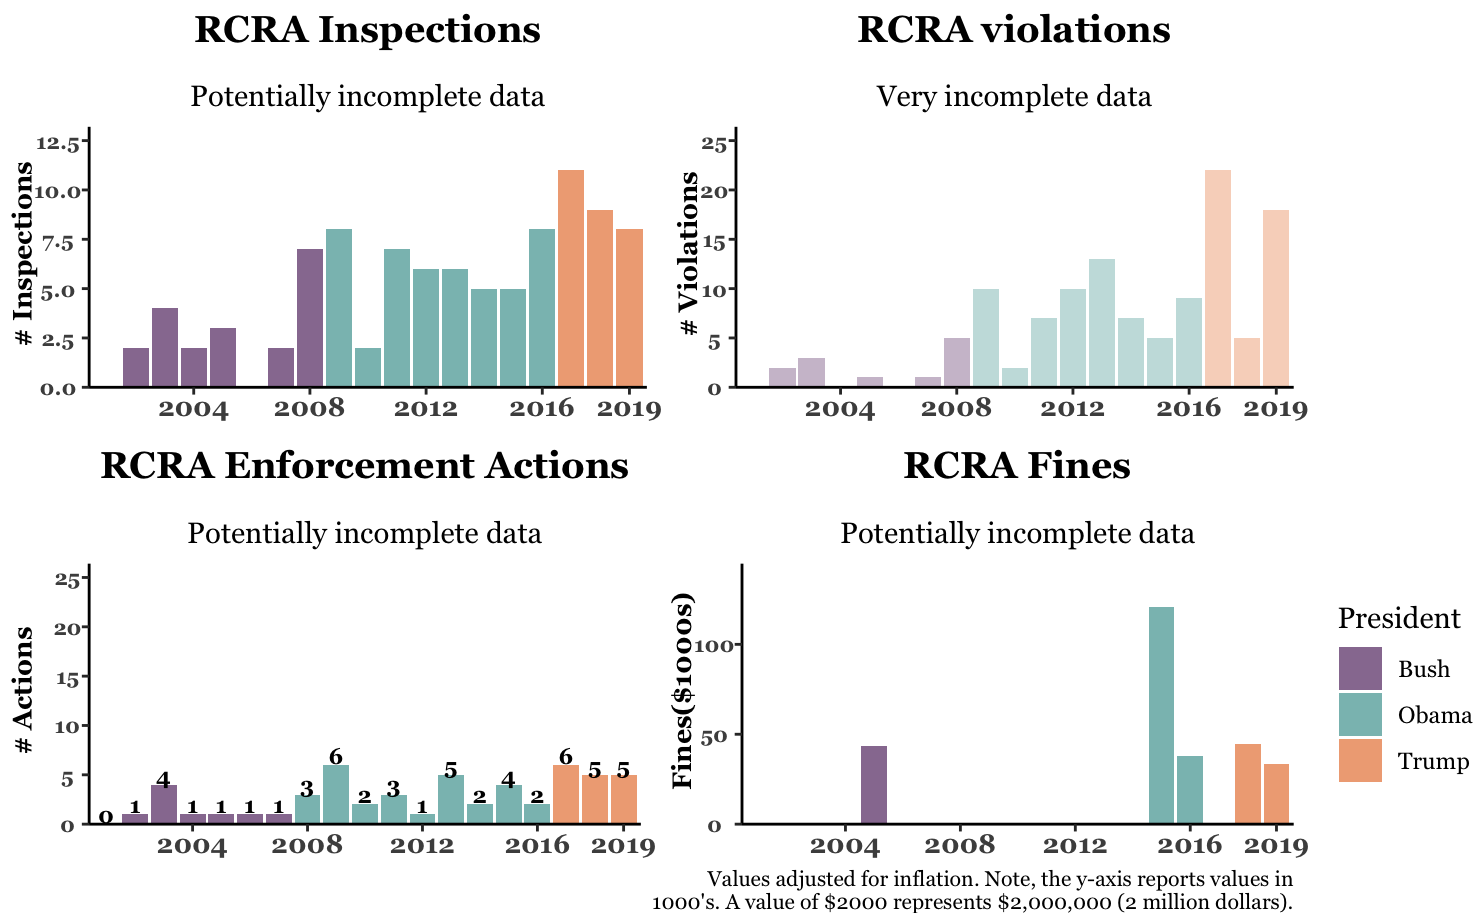 RCRA Inspections
Potentially incomplete data
# Inspections
12.5
10.0
7.5
5.0
2.5
0.0
2004 2008 2012 2016 2019
RCRA violations
Very incomplete data
# Violations
25
20
15
10
5
0
2004 2008 2012 2016 2019
RCRA Enforcement Actions
Potentially incomplete data
# Actions
25
20
15
10
5
0
0 1 4 1 1 1 1 3 6 2 3 1 5 2 4 2 6 5 5
2004 2008 2012 2016 2019
RCRA Fines
Potentially incomplete data
Fines($1000s)
100
50
0
2004 2008 2012 2016 2019
President
Bush
Obama
Trump
Values adjusted for inflation. Note, the y-axis reports values in
1000's. A value of $2000 represents $2,000,000 (2 million dollars).